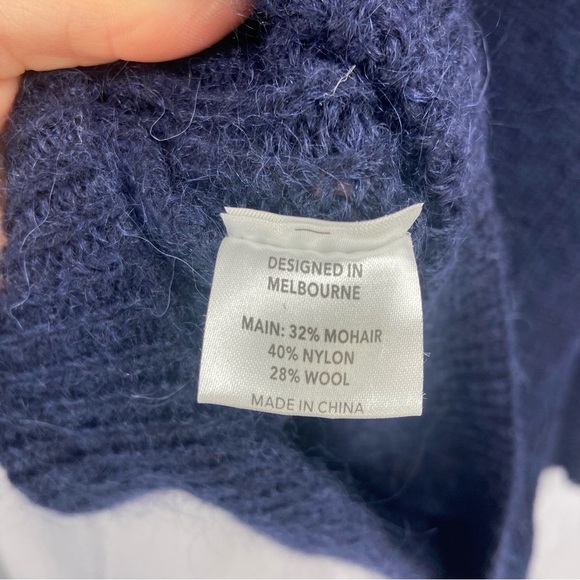 DESIGNED IN
MELBOURNE
MAIN: 32% MOHAIR
40% NYLON
28% WOOL
MADE IN CHINA